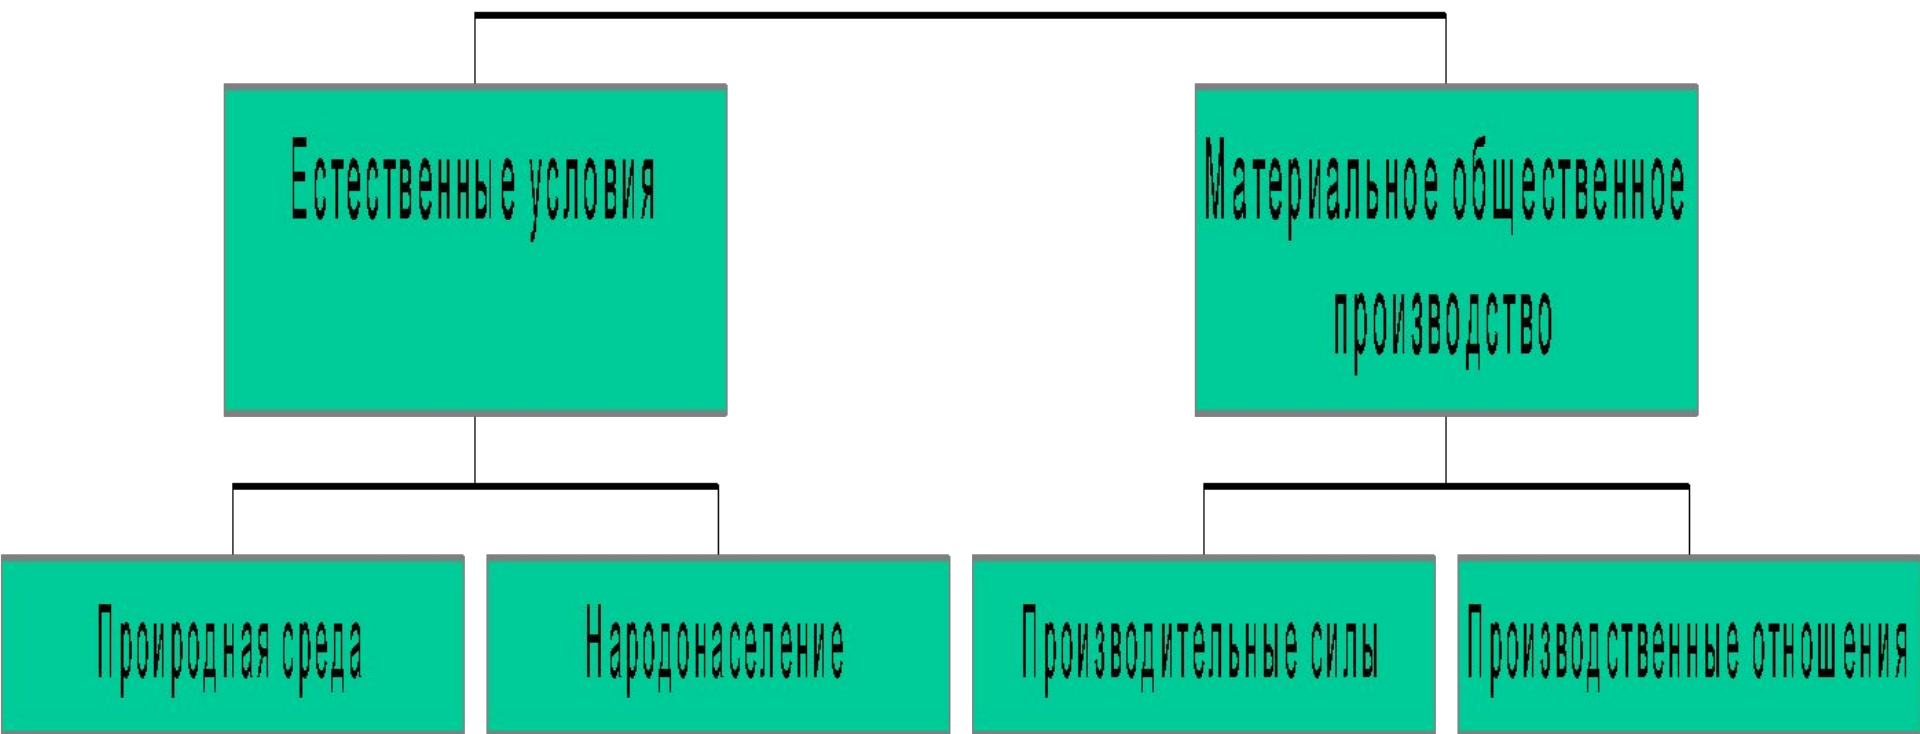 Естественные условия
Материальное общественное
производство
Проиродная среда
Народонаселение
Производительные силы
Производственные отношения